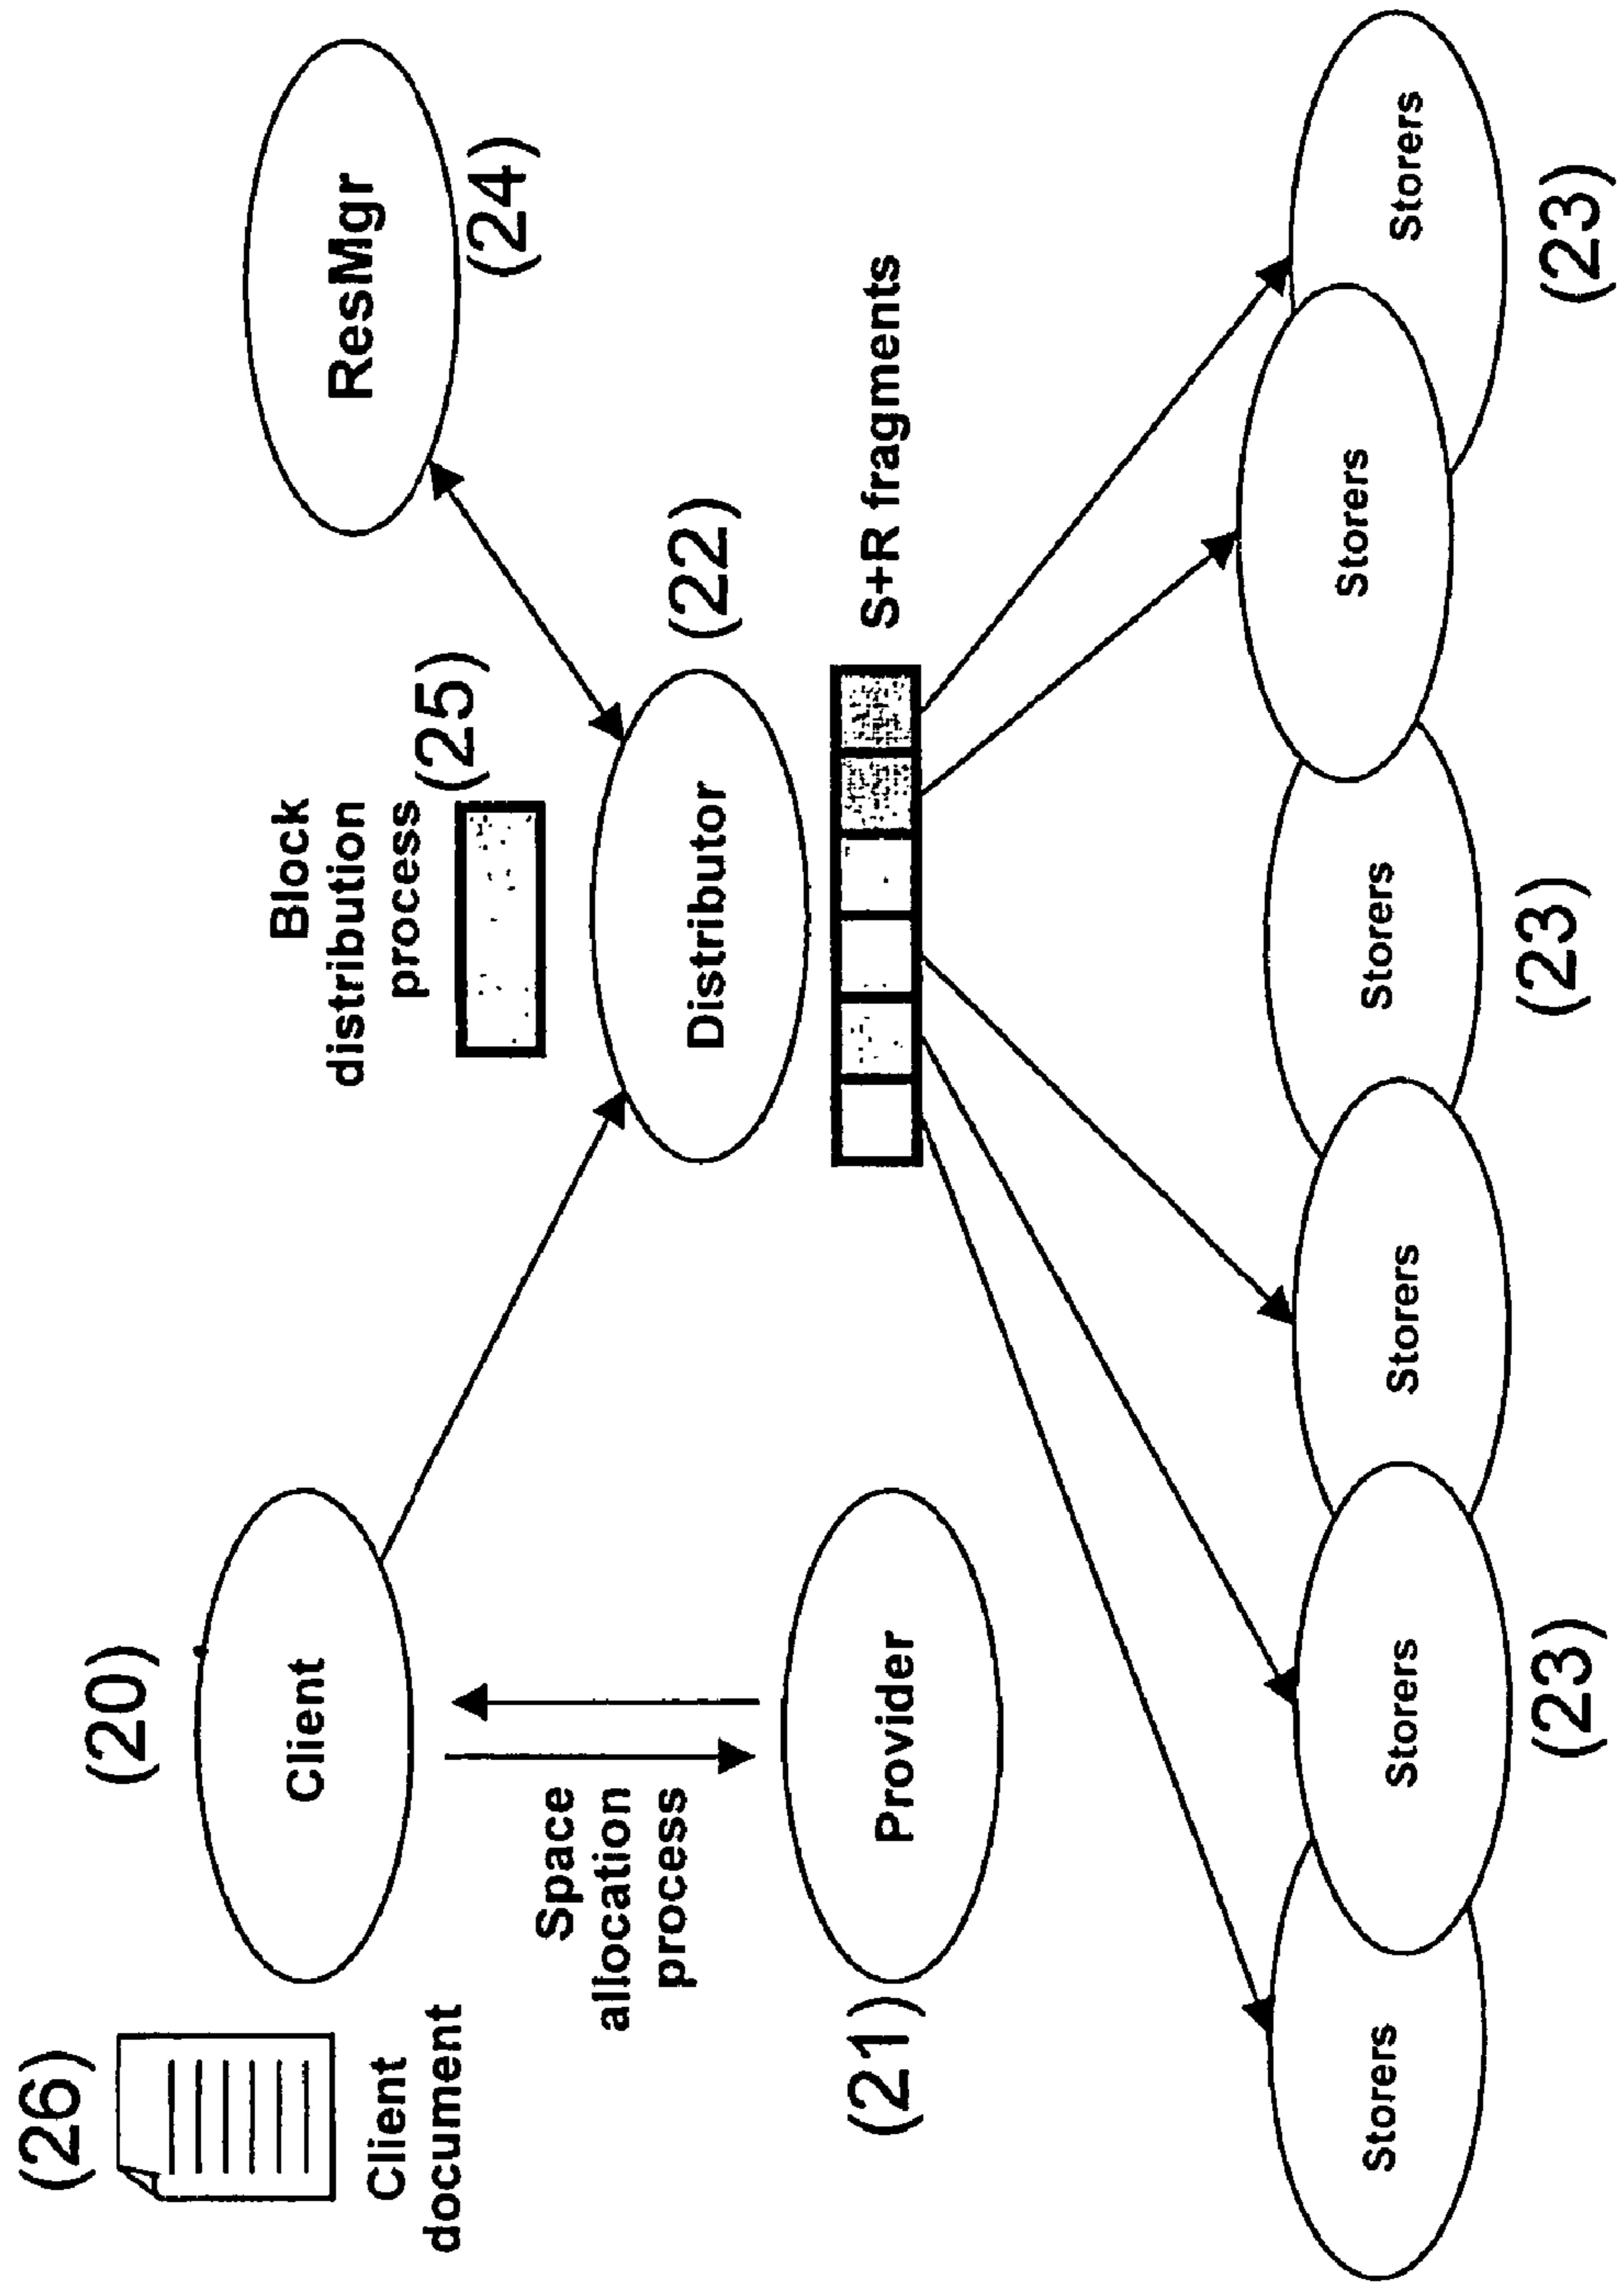 (26)
Client
document
(20)
Client
Space
allocation
process
Provider
(21)
Block
distribution
process
(25)
Distributor
(22)
ResMgr
(24)
S+R fragments
Storers
Storers
Storers
Storers
Storers
Storers
(23)
(23)
(23)